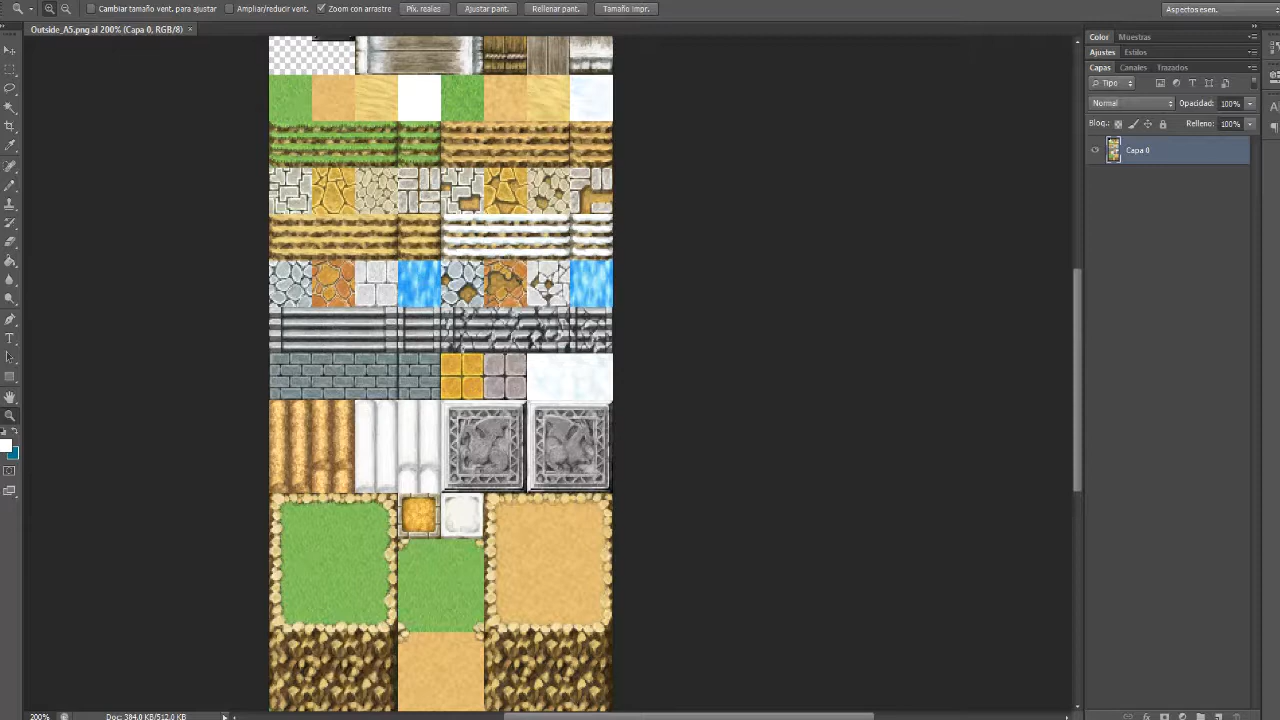 Cambiar tamaño vent. para ajustar Ampliar/reducir vent. Zoom con arrastre Píx. reales Ajustar pant. Rellenar pant. Tamaño impr. Aspectos esen.
Outside_A5.png al 200% (Capa 0, RGB/8) ×
Color Muestras
Ajustes Estilos
Capas Canales Trazados
Tipo
Normal Opacidad: 100%
Bloq.: Relleno: 100%
Capa 0
200% Doc: 384.0 KB/512.0 KB